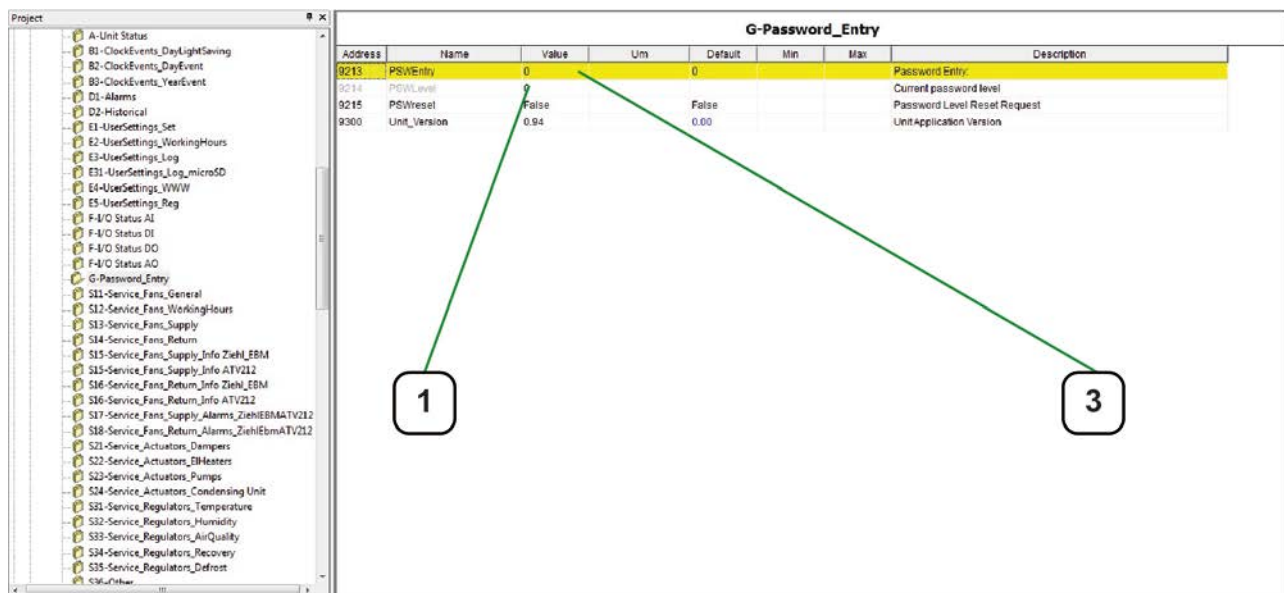 Project
A-Unit Status
B1-ClockEvents_DayLightSaving
B2-ClockEvents_DayEvent
B3-ClockEvents_YearEvent
D1-Alarms
D2-Historical
E1-UserSettings_Set
E2-UserSettings_WorkingHours
E3-UserSettings_Log
E31-UserSettings_Log_microSD
E4-UserSettings_WWW
E5-UserSettings_Reg
F-I/O Status AI
F-I/O Status DI
F-I/O Status DO
F-I/O Status AO
G-Password_Entry
S11-Service_Fans_General
S12-Service_Fans_WorkingHours
S13-Service_Fans_Supply
S14-Service_Fans_Return
S15-Service_Fans_Supply_Info Ziehl_EBM
S15-Service_Fans_Supply_Info ATV212
S16-Service_Fans_Return_Info Ziehl_EBM
S16-Service_Fans_Return_Info ATV212
S17-Service_Fans_Supply_Alarms_ZiehlEBMATV212
S18-Service_Fans_Return_Alarms_ZiehlEbmATV212
S21-Service_Actuators_Dampers
S22-Service_Actuators_ElHeaters
S23-Service_Actuators_Pumps
S24-Service_Actuators_Condensing Unit
S31-Service_Regulators_Temperature
S32-Service_Regulators_Humidity
S33-Service_Regulators_AirQuality
S34-Service_Regulators_Recovery
S35-Service_Regulators_Defrost
S36-Other
G-Password_Entry
Address Name Value Um Default Min Max Description
9213 PSWEntry 0 0 Password Entry:
9214 PSWLevel 0 Current password level
9215 PSWreset False False Password Level Reset Request
9300 Unit_Version 0.94 0.00 Unit Application Version
1
3